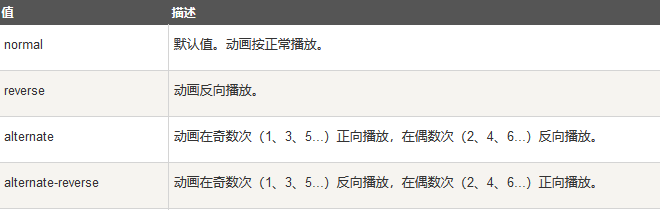 值 描述
normal 默认值。动画按正常播放。
reverse 动画反向播放。
alternate 动画在奇数次（1、3、5...）正向播放，在偶数次（2、4、6...）反向播放。
alternate-reverse 动画在奇数次（1、3、5...）反向播放，在偶数次（2、4、6...）正向播放。